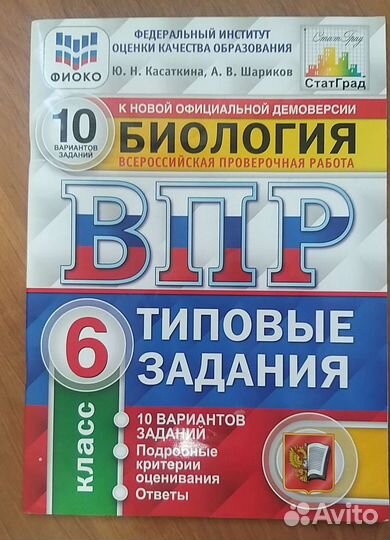 ФЕДЕРАЛЬНЫЙ ИНСТИТУТ
ОЦЕНКИ КАЧЕСТВА ОБРАЗОВАНИЯ
ФИОКО
Ю. Н. Касаткина, А. В. Шариков
СтатГрад
СтатГрад
К НОВОЙ ОФИЦИАЛЬНОЙ ДЕМОВЕРСИИ
10
ВАРИАНТОВ
ЗАДАНИЙ
БИОЛОГИЯ
ВСЕРОССИЙСКАЯ ПРОВЕРОЧНАЯ РАБОТА
ВПР
6
класс
ТИПОВЫЕ
ЗАДАНИЯ
10 ВАРИАНТОВ
ЗАДАНИЙ
Подробные
критерии
оценивания
Ответы
Avito